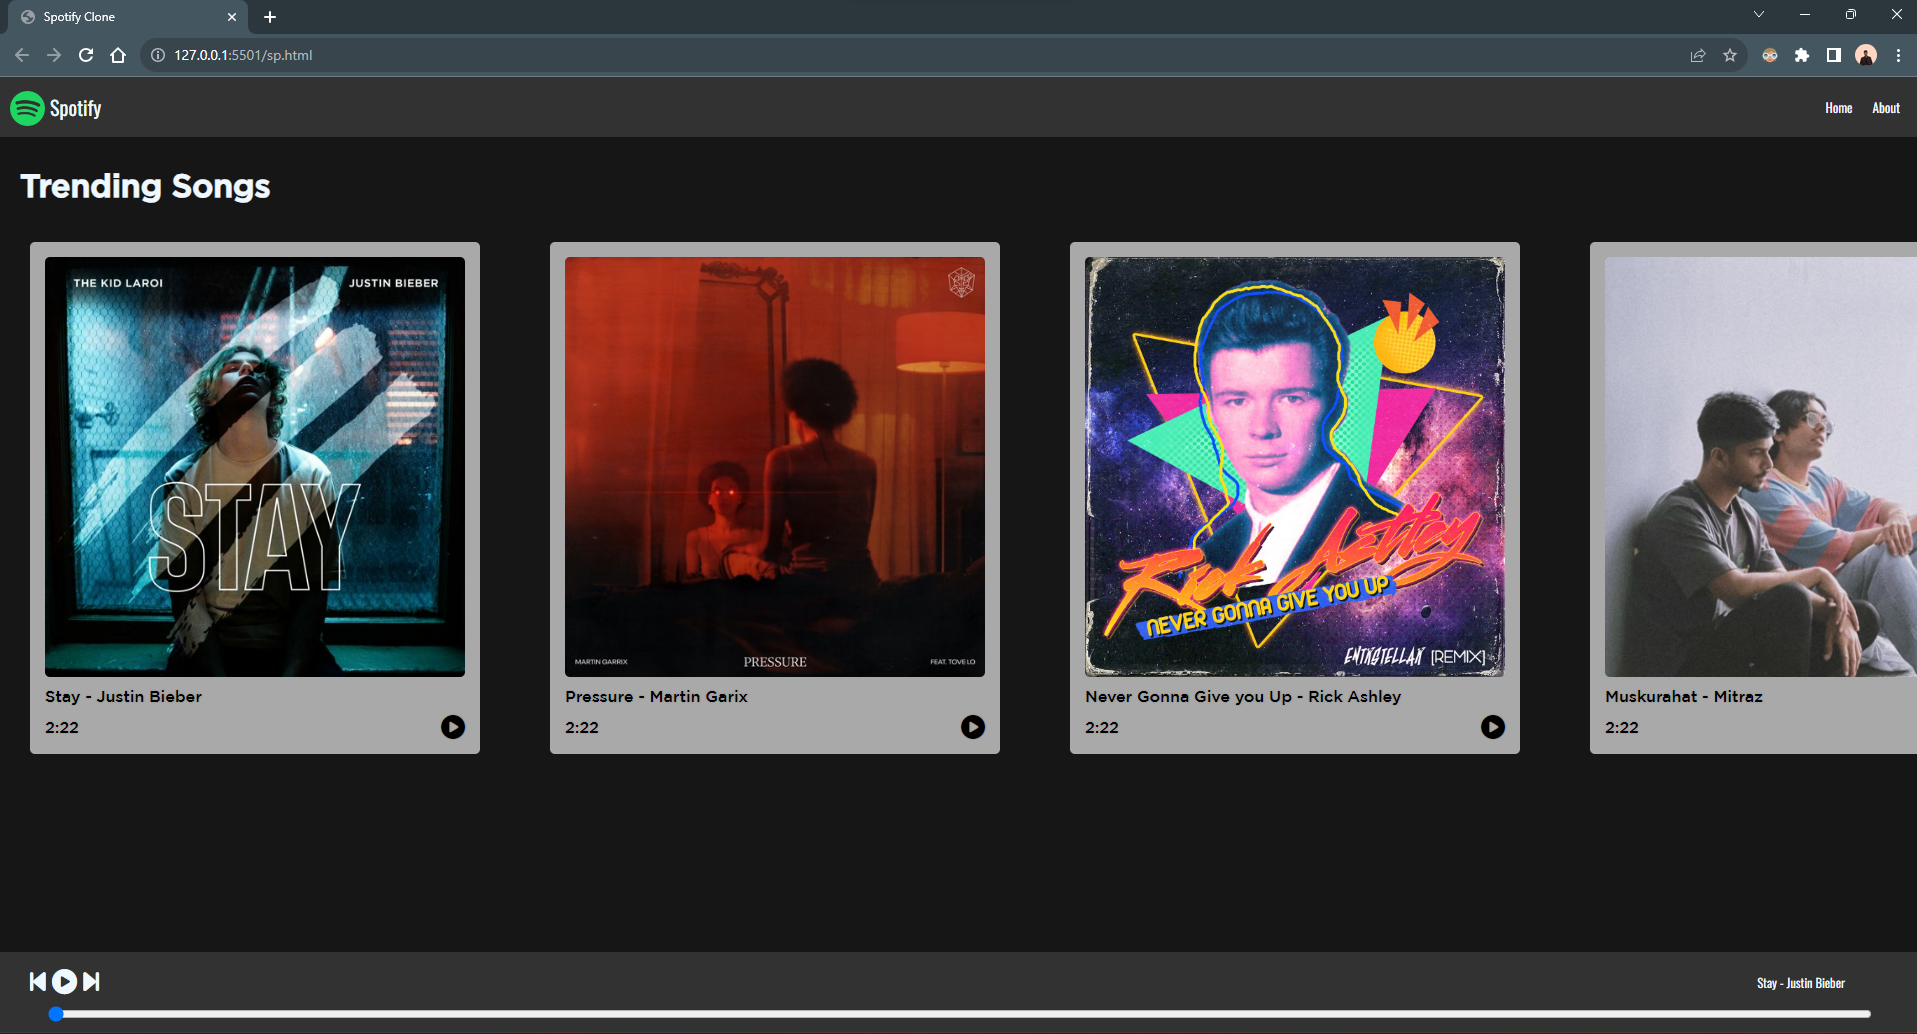 Spotify Clone
127.0.0.1:5501/sp.html
Spotify
Home
About
Trending Songs
THE KID LAROI
JUSTIN BIEBER
STAY
Stay - Justin Bieber
2:22
MARTIN GARRIX
PRESSURE
FEAT. TOVE LO
Pressure - Martin Garix
2:22
Rick Astley
NEVER GONNA GIVE YOU UP
[REMIX]
Never Gonna Give you Up - Rick Ashley
2:22
Muskurahat - Mitraz
2:22
Stay - Justin Bieber